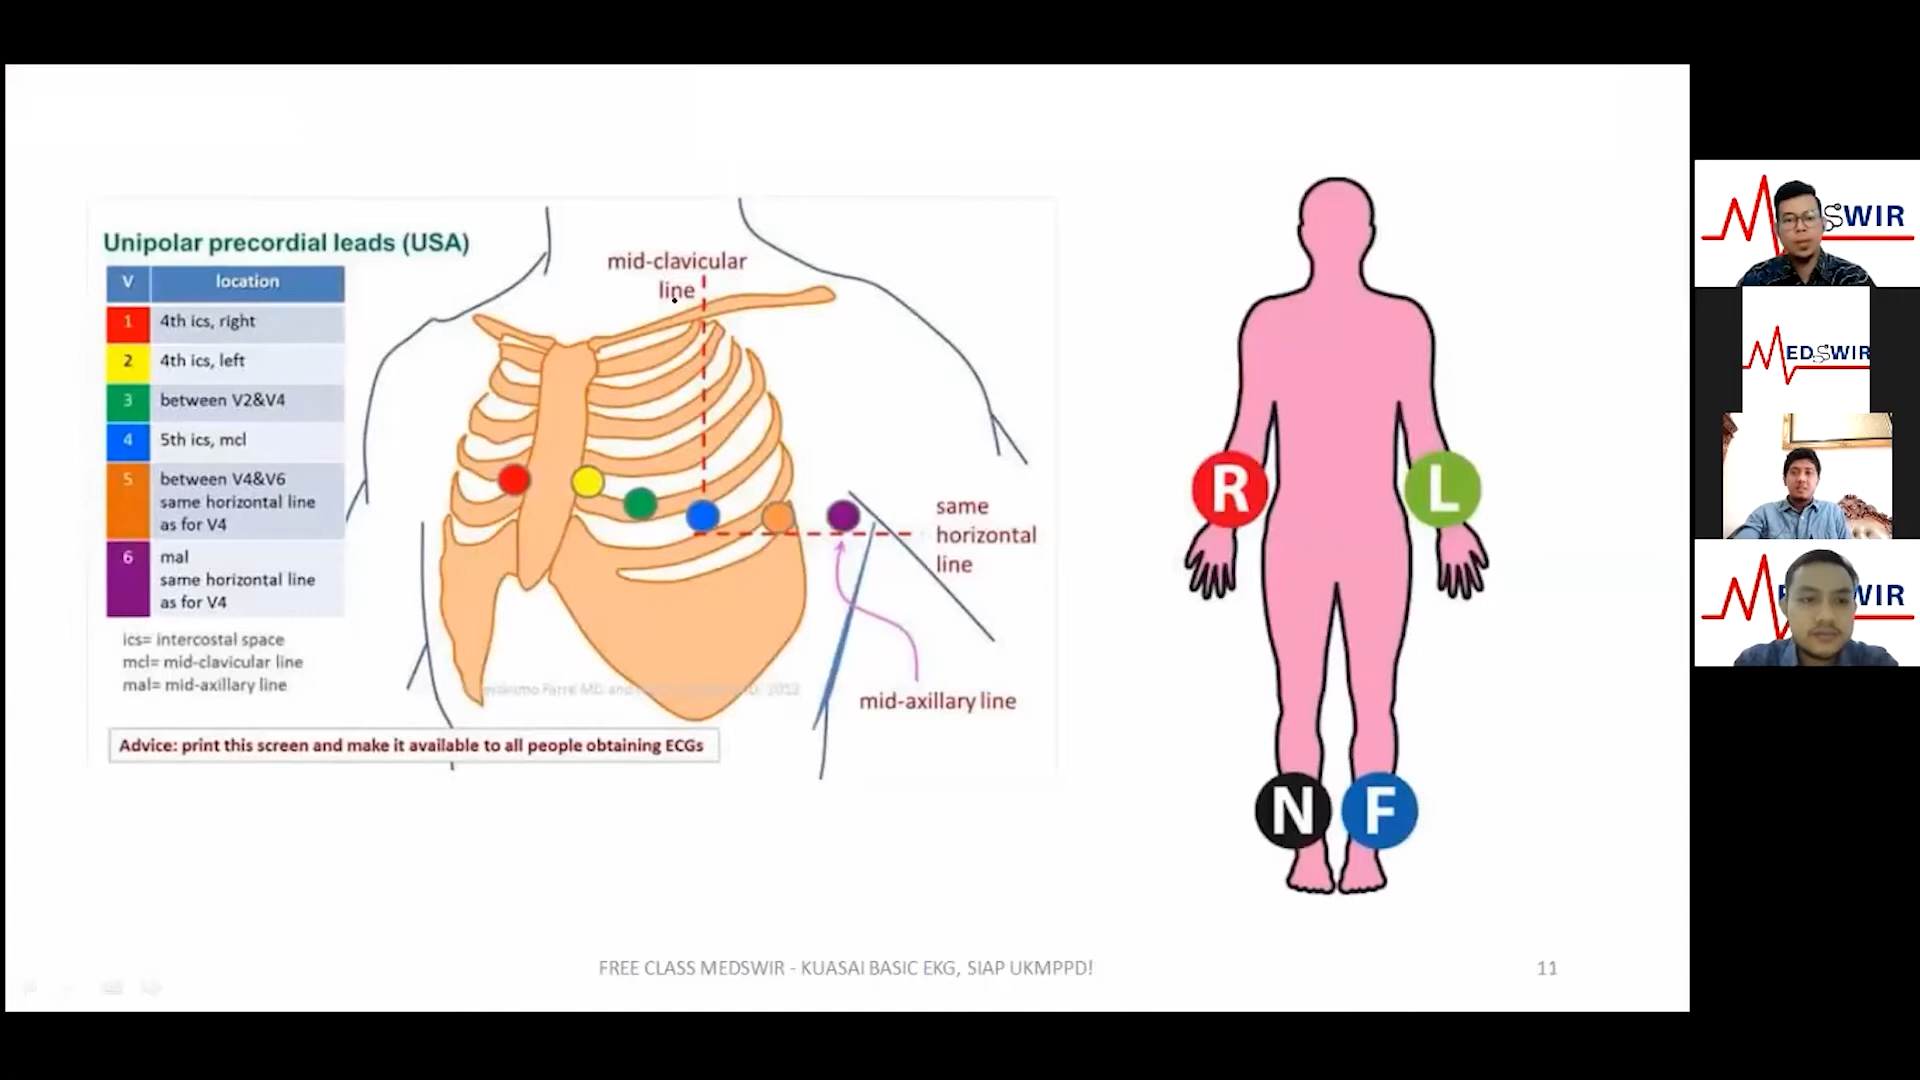 Unipolar precordial leads (USA)
V location
1 4th ics, right
2 4th ics, left
3 between V2&V4
4 5th ics, mcl
5 between V4&V6
same horizontal line
as for V4
6 mal
same horizontal line
as for V4
ics= intercostal space
mcl= mid-clavicular line
mal= mid-axillary line
Advice: print this screen and make it available to all people obtaining ECGs
mid-clavicular
line
same
horizontal
line
mid-axillary line
R
L
N
F
FREE CLASS MEDSWIR - KUASAI BASIC EKG, SIAP UKMPPD!
11
SWIR
MEDSWIR
WIR